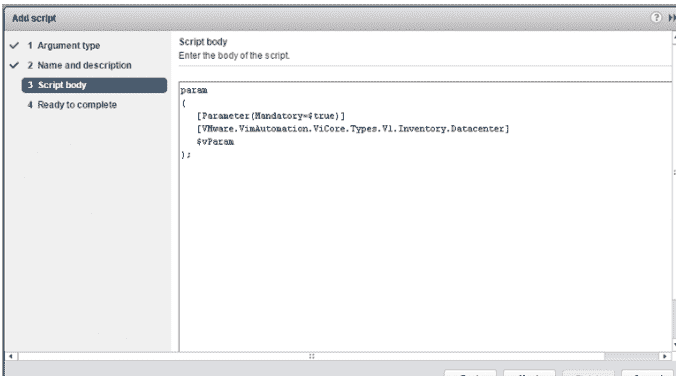 Add script
?
1 Argument type
2 Name and description
3 Script body
4 Ready to complete
Script body
Enter the body of the script.
param
(
[Parameter(Mandatory=$true)]
[VMware.VimAutomation.ViCore.Types.V1.Inventory.Datacenter]
$vParam
);